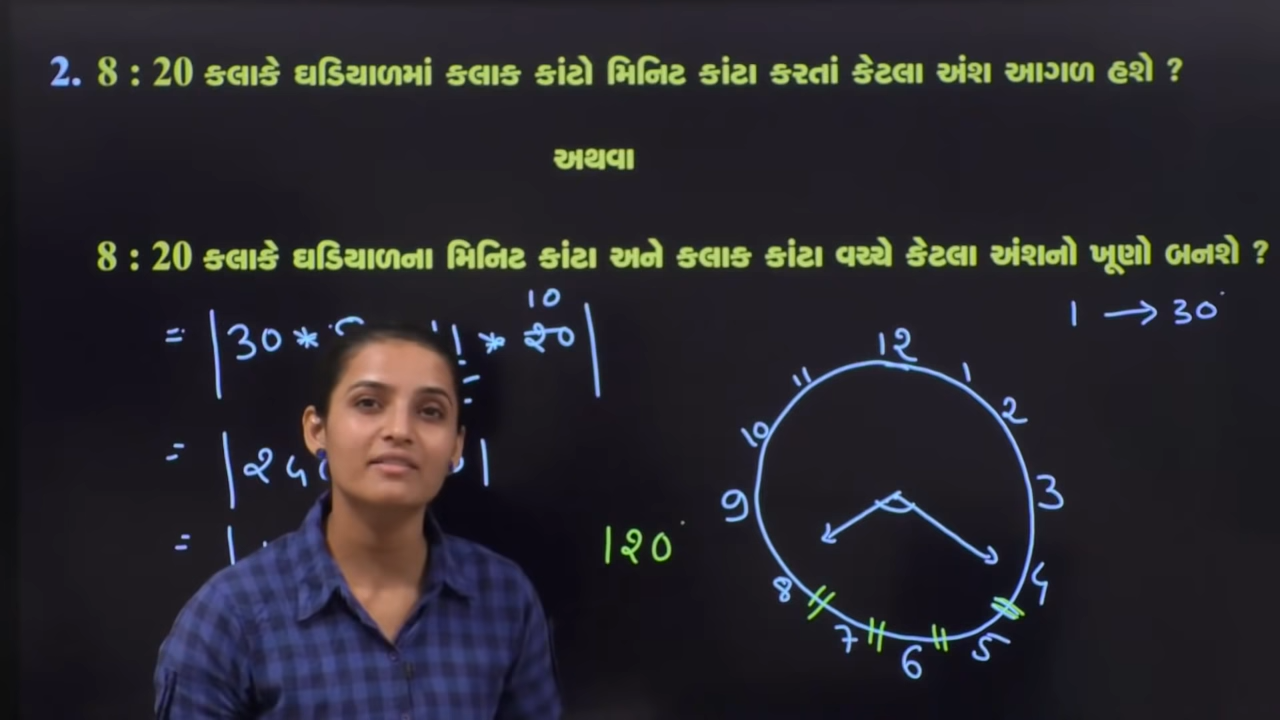 2. 8 : 20 કલાકે ઘડિયાળમાં કલાક કાંટો મિનિટ કાંટા કરતાં કેટલા અંશ આગળ હશે ?
અથવા
8 : 20 કલાકે ઘડિયાળના મિનિટ કાંટા અને કલાક કાંટા વચ્ચે કેટલા અંશનો ખૂણો બનશે ?
1 → 30°
10
= |30 * * 20|
=
=
120°
12
11 1
10 2
9 3
8 4
7 5
6